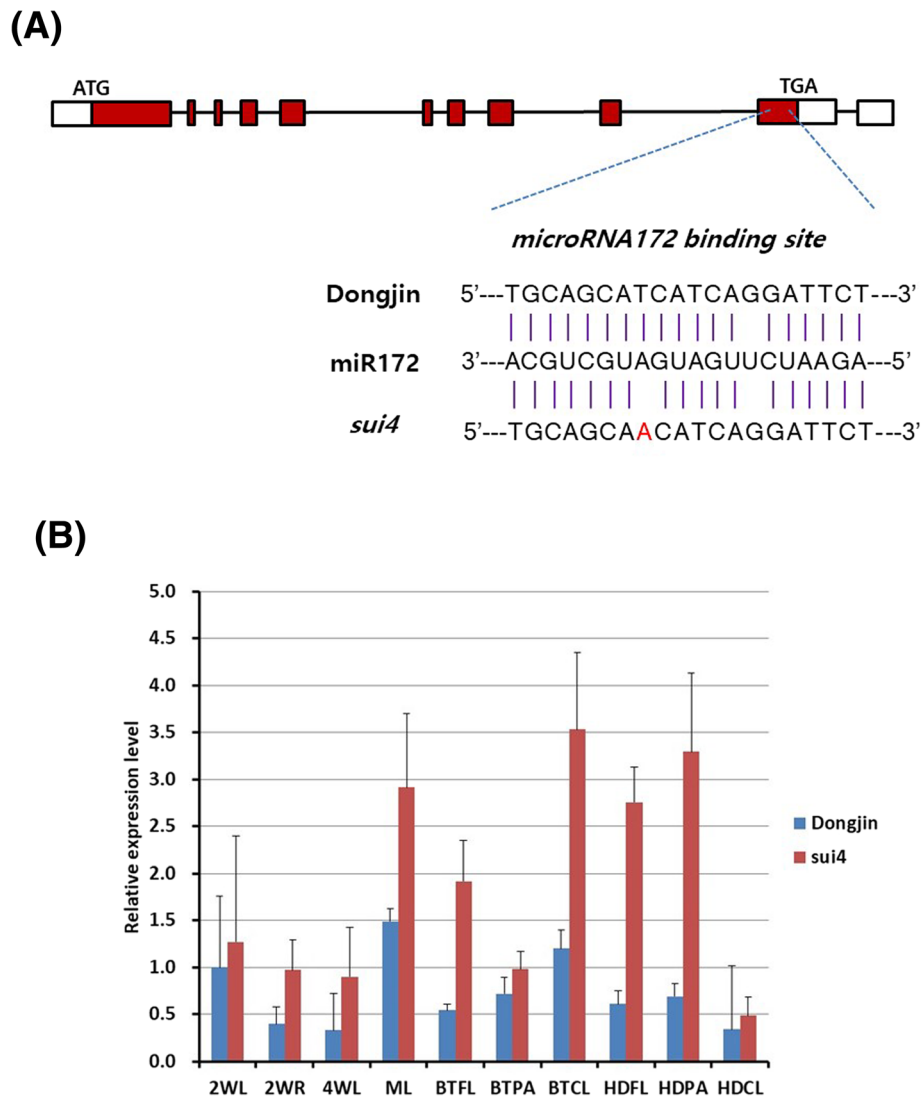 (A)
ATG TGA
microRNA172 binding site
Dongjin 5’---TGCAGCATCATCAGGATTCT---3’
miR172 3’---ACGUCGUAGUAGUUCUAAGA---5’
sui4 5’---TGCAGCAACATCAGGATTCT---3’
(B)
Relative expression level
5.0
4.5
4.0
3.5
3.0
2.5
2.0
1.5
1.0
0.5
0.0
2WL 2WR 4WL ML BTFL BTPA BTCL HDFL HDPA HDCL
Dongjin
sui4